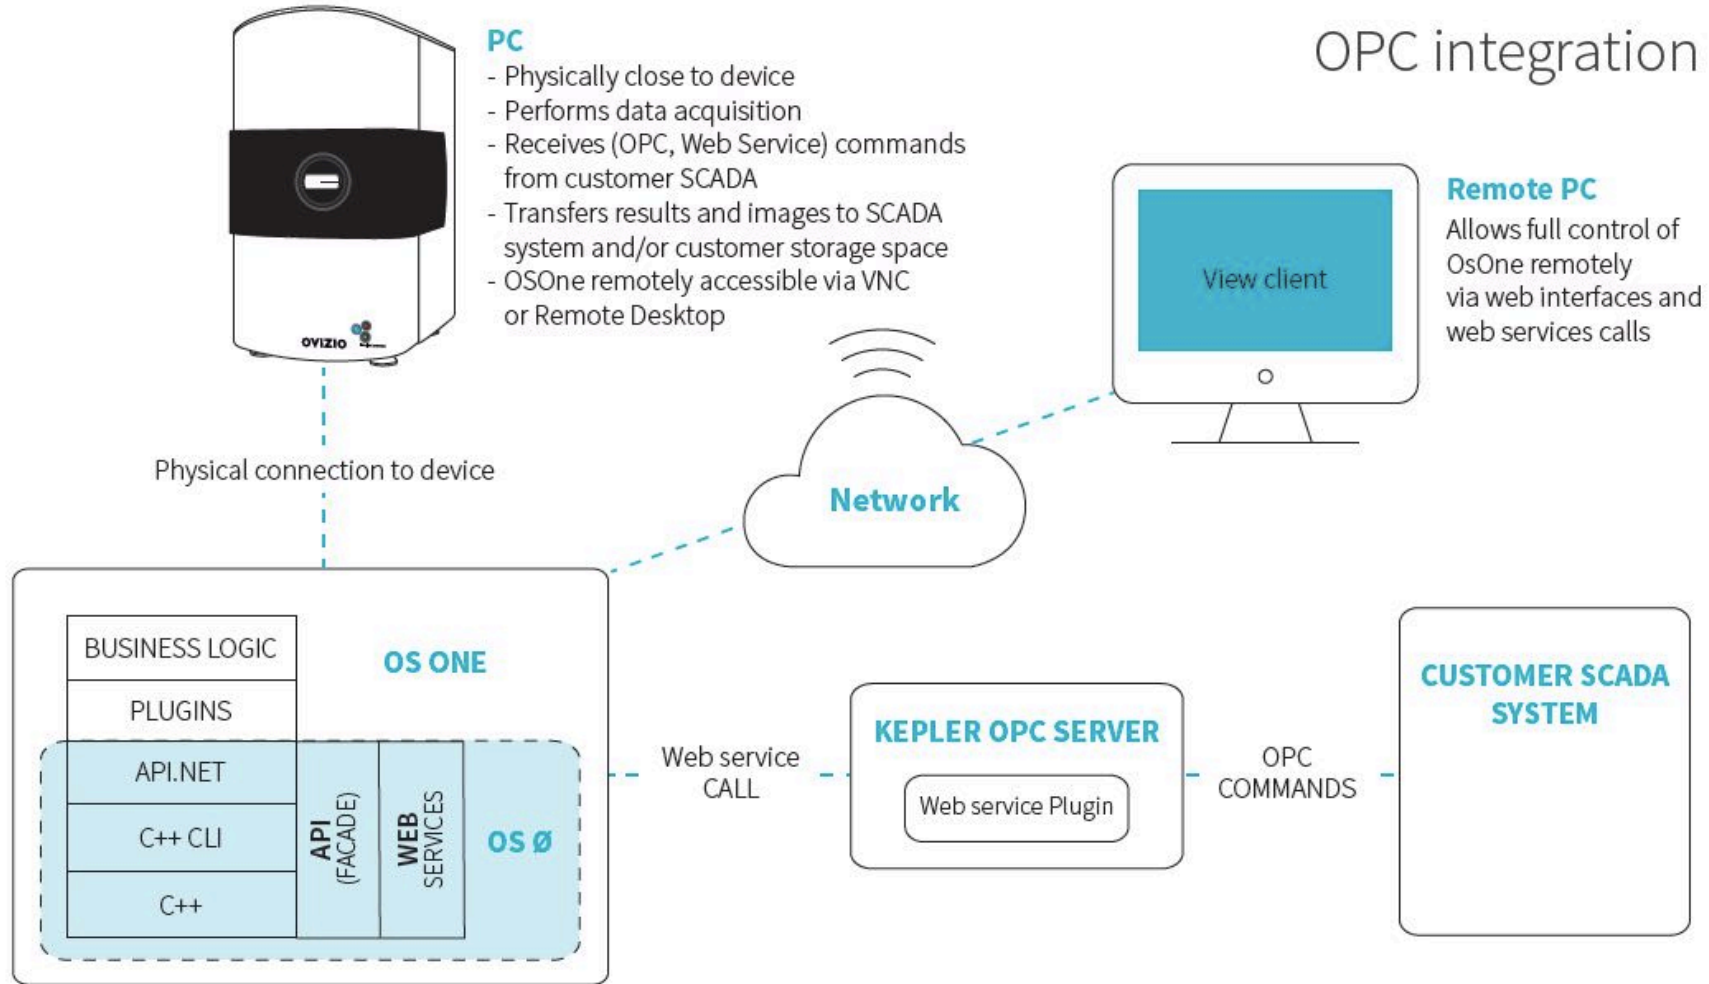 OPC integration
PC
- Physically close to device
- Performs data acquisition
- Receives (OPC, Web Service) commands
from customer SCADA
- Transfers results and images to SCADA
system and/or customer storage space
- OSOne remotely accessible via VNC
or Remote Desktop
OVIZIO
View client
Remote PC
Allows full control of
OsOne remotely
via web interfaces and
web services calls
Physical connection to device
Network
BUSINESS LOGIC
PLUGINS
API.NET
C++ CLI
C++
API
(FACADE)
WEB
SERVICES
OS ONE
OS Ø
Web service
CALL
KEPLER OPC SERVER
Web service Plugin
OPC
COMMANDS
CUSTOMER SCADA
SYSTEM